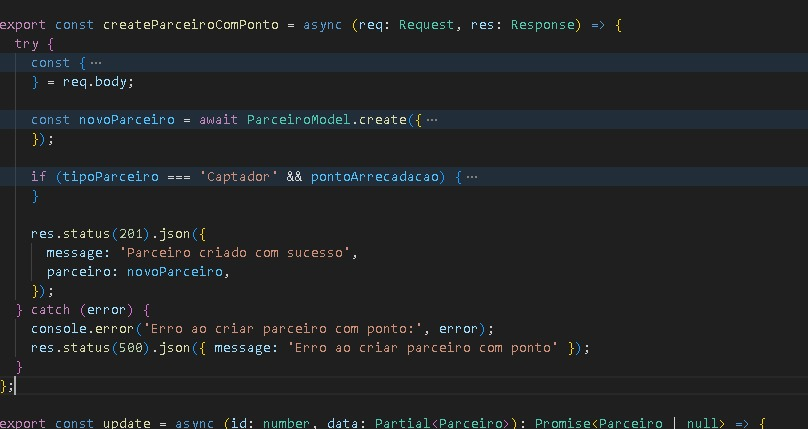 export const createParceiroComPonto = async (req: Request, res: Response) => {
try {
const { ...
} = req.body;
const novoParceiro = await ParceiroModel.create({ ...
});
if (tipoParceiro === 'Captador' && pontoArrecadacao) { ...
}
res.status(201).json({
message: 'Parceiro criado com sucesso',
parceiro: novoParceiro,
});
} catch (error) {
console.error('Erro ao criar parceiro com ponto:', error);
res.status(500).json({ message: 'Erro ao criar parceiro com ponto' });
}
};
export const update = async (id: number, data: Partial<Parceiro>): Promise<Parceiro | null> => {